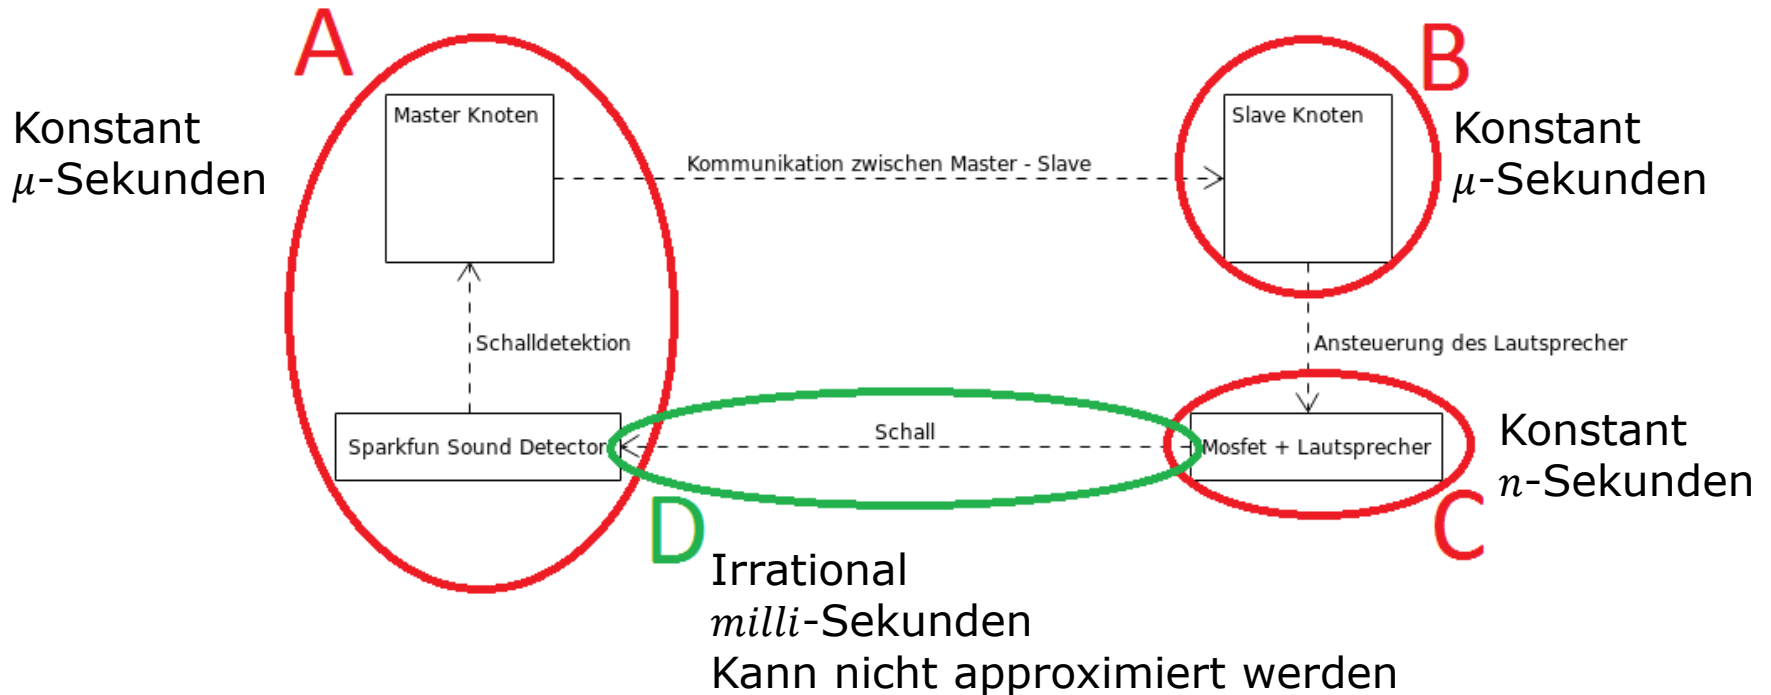 A
B
Konstant
μ-Sekunden
Master Knoten
Kommunikation zwischen Master - Slave
Slave Knoten
Konstant
μ-Sekunden
Schalldetektion
Ansteuerung des Lautsprecher
Sparkfun Sound Detector
Schall
Mosfet + Lautsprecher
Konstant
n-Sekunden
D
C
Irrational
milli-Sekunden
Kann nicht approximiert werden